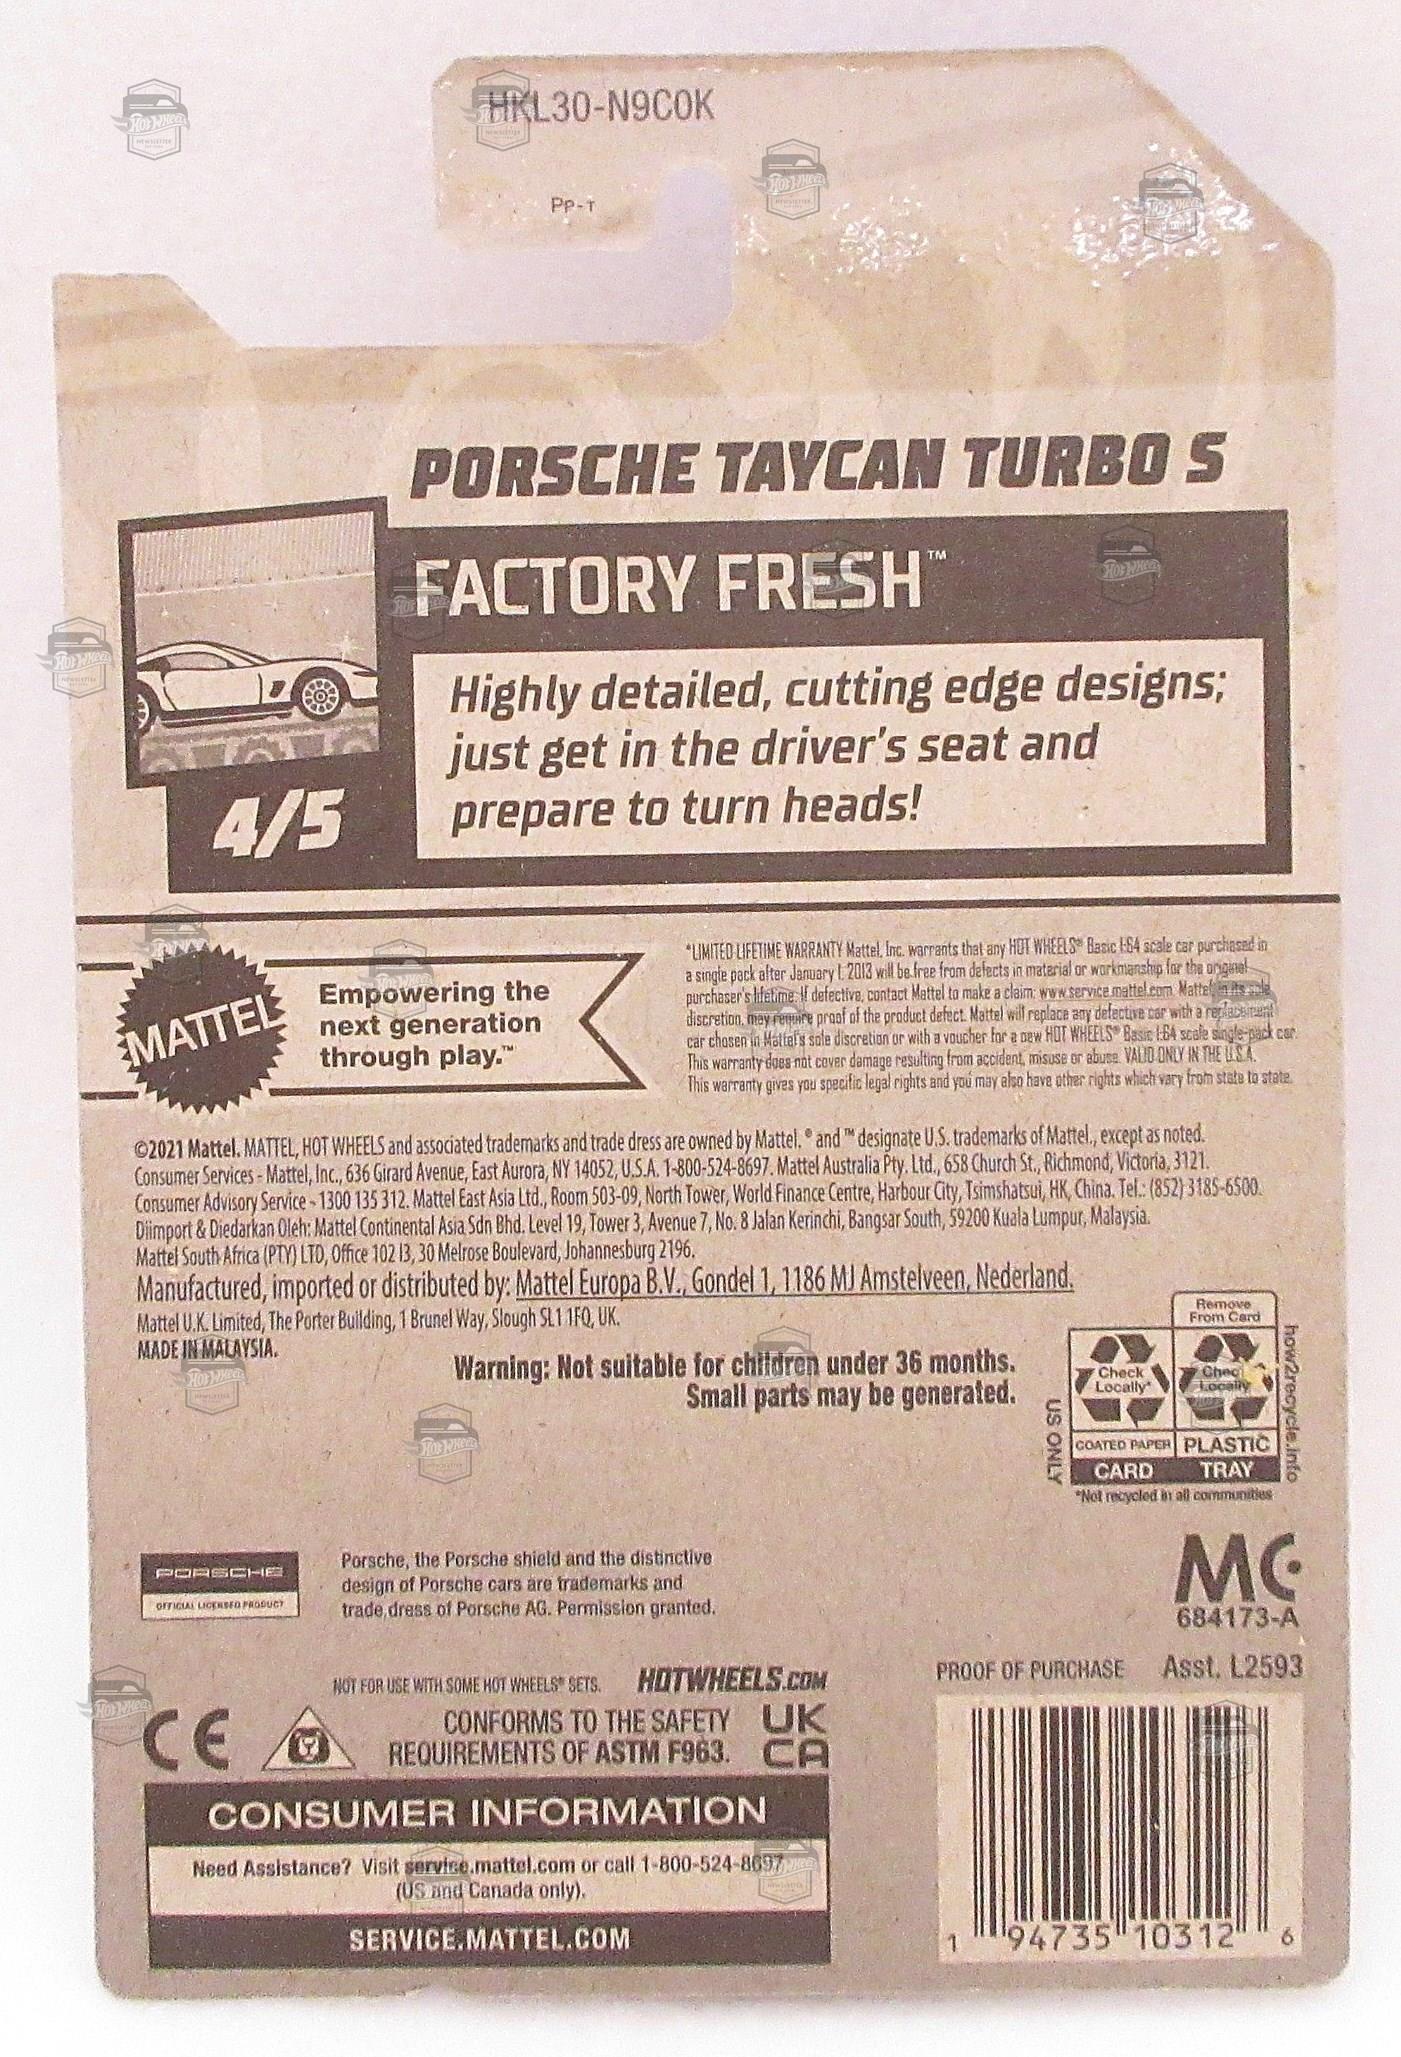 HKL30-N9C0K
Pp-T
PORSCHE TAYCAN TURBO S
FACTORY FRESH™
Highly detailed, cutting edge designs;
just get in the driver's seat and
prepare to turn heads!
4/5
MATTEL
Empowering the
next generation
through play.™
*LIMITED LIFETIME WARRANTY Mattel, Inc. warrants that any HOT WHEELS® Basic 1:64 scale car purchased in
a single pack after January 1, 2013 will be free from defects in material or workmanship for the original
purchaser's lifetime. If defective, contact Mattel to make a claim: www.service.mattel.com. Mattel, in its sole
discretion, may require proof of the product defect. Mattel will replace any defective car with a replacement
car chosen in Mattel's sole discretion or with a voucher for a new HOT WHEELS® Basic 1:64 scale single-pack car.
This warranty does not cover damage resulting from accident, misuse or abuse. VALID ONLY IN THE U.S.A.
This warranty gives you specific legal rights and you may also have other rights which vary from state to state.
©2021 Mattel. MATTEL, HOT WHEELS and associated trademarks and trade dress are owned by Mattel. ® and ™ designate U.S. trademarks of Mattel., except as noted.
Consumer Services - Mattel, Inc., 636 Girard Avenue, East Aurora, NY 14052, U.S.A. 1-800-524-8697. Mattel Australia Pty. Ltd., 658 Church St., Richmond, Victoria, 3121.
Consumer Advisory Service - 1300 135 312. Mattel East Asia Ltd., Room 503-09, North Tower, World Finance Centre, Harbour City, Tsimshatsui, HK, China. Tel.: (852) 3185-6500.
Diimport & Diedarkan Oleh: Mattel Continental Asia Sdn Bhd. Level 19, Tower 3, Avenue 7, No. 8 Jalan Kerinchi, Bangsar South, 59200 Kuala Lumpur, Malaysia.
Mattel South Africa (PTY) LTD, Office 102 I3, 30 Melrose Boulevard, Johannesburg 2196.
Manufactured, imported or distributed by: Mattel Europa B.V., Gondel 1, 1186 MJ Amstelveen, Nederland.
Mattel U.K. Limited, The Porter Building, 1 Brunel Way, Slough SL1 1FQ, UK.
MADE IN MALAYSIA.
Warning: Not suitable for children under 36 months.
Small parts may be generated.
Remove
From Card
Check
Locally*
Check
Locally
COATED PAPER
PLASTIC
CARD
TRAY
US ONLY
how2recycle.info
*Not recycled in all communities
PORSCHE
OFFICIAL LICENSED PRODUCT
Porsche, the Porsche shield and the distinctive
design of Porsche cars are trademarks and
trade dress of Porsche AG. Permission granted.
MC
684173-A
PROOF OF PURCHASE
Asst. L2593
NOT FOR USE WITH SOME HOT WHEELS® SETS.
HOTWHEELS.COM
CE
CONFORMS TO THE SAFETY
REQUIREMENTS OF ASTM F963.
UK
CA
CONSUMER INFORMATION
Need Assistance? Visit service.mattel.com or call 1-800-524-8697
(US and Canada only).
SERVICE.MATTEL.COM
1 94735 10312 6